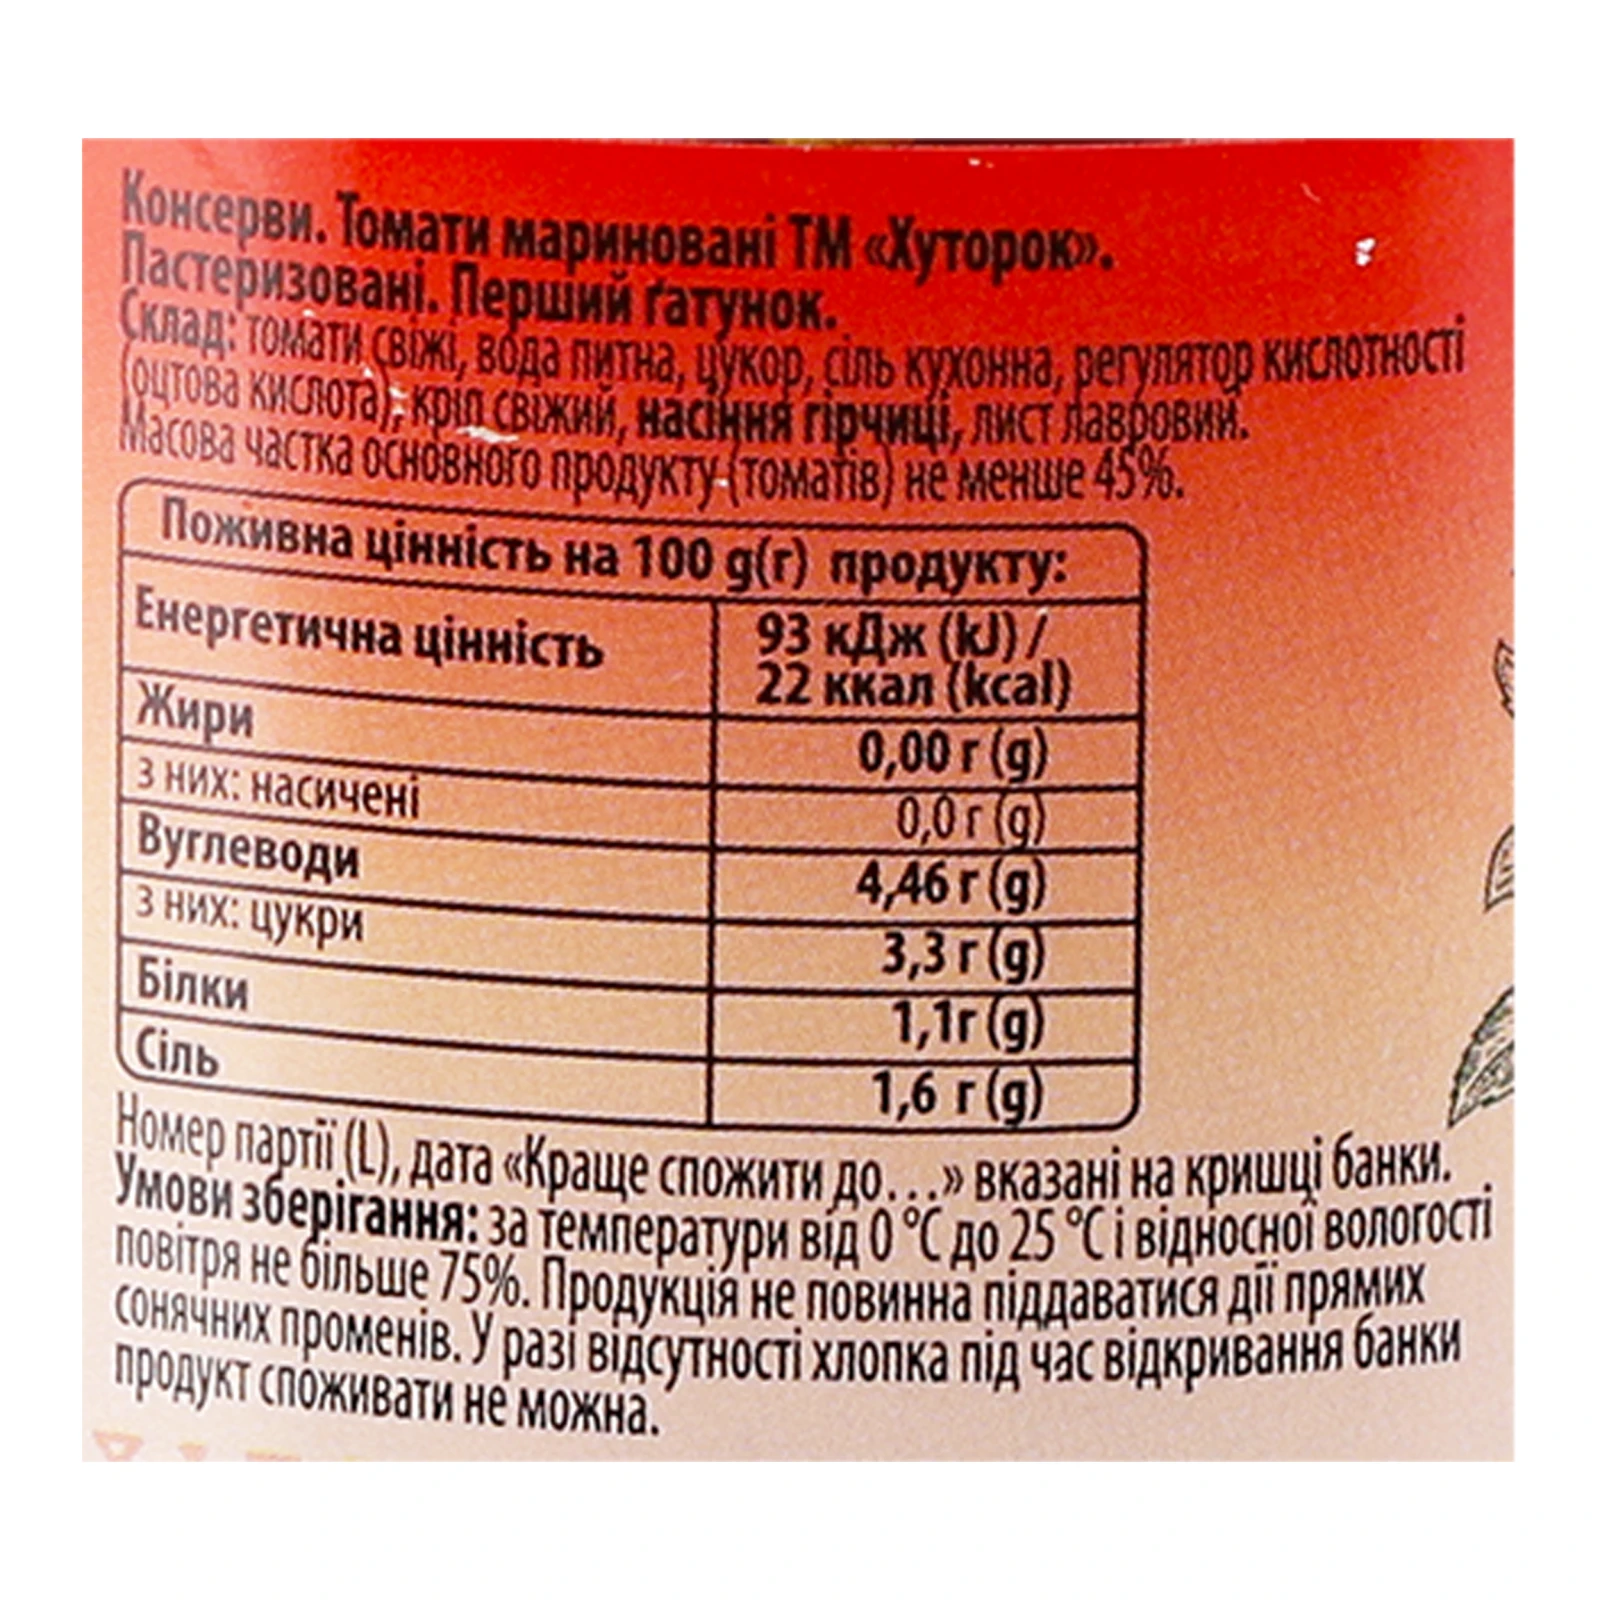 Консерви. Томати мариновані ТМ «Хуторок».
Пастеризовані. Перший ґатунок.
Склад: томати свіжі, вода питна, цукор, сіль кухонна, регулятор кислотності
(оцтова кислота), кріп свіжий, насіння гірчиці, лист лавровий.
Масова частка основного продукту (томатів) не менше 45%.
Поживна цінність на 100 g(г) продукту:
Енергетична цінність 93 кДж (kJ) /
22 ккал (kcal)
Жири 0,00 г (g)
з них: насичені 0,0 г (g)
Вуглеводи 4,46 г (g)
з них: цукри 3,3 г (g)
Білки 1,1г (g)
Сіль 1,6 г (g)
Номер партії (L), дата «Краще спожити до...» вказані на кришці банки.
Умови зберігання: за температури від 0 °С до 25 °С і відносної вологості
повітря не більше 75%. Продукція не повинна піддаватися дії прямих
сонячних променів. У разі відсутності хлопка під час відкривання банки
продукт споживати не можна.